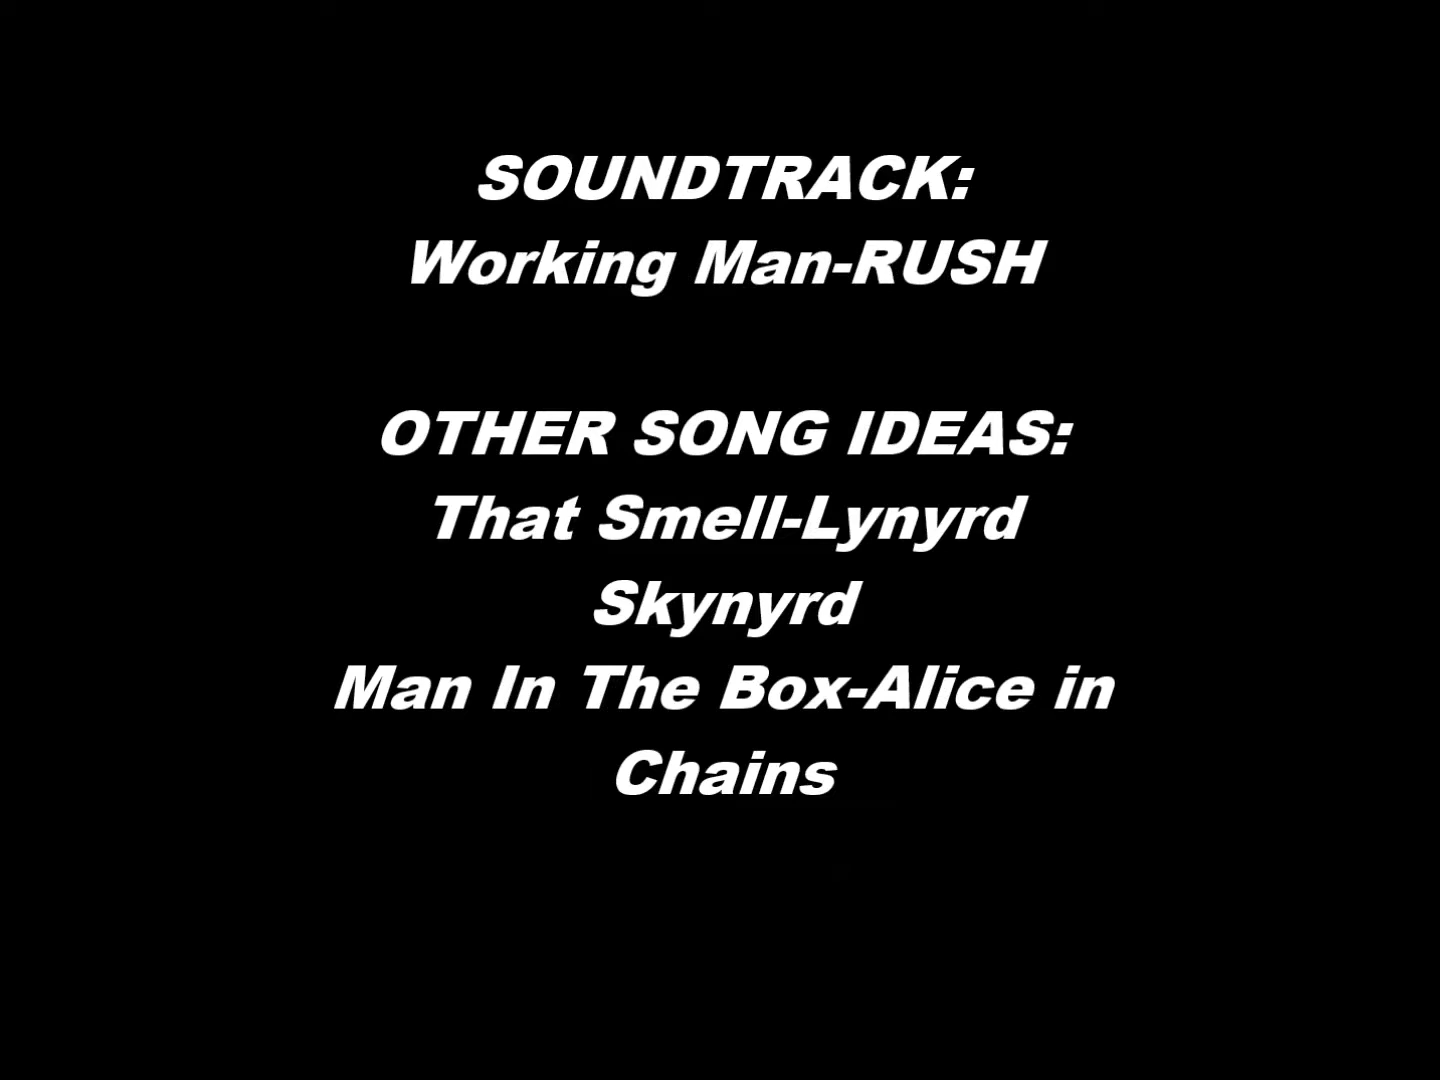 SOUNDTRACK:
Working Man-RUSH
OTHER SONG IDEAS:
That Smell-Lynyrd
Skynyrd
Man In The Box-Alice in
Chains